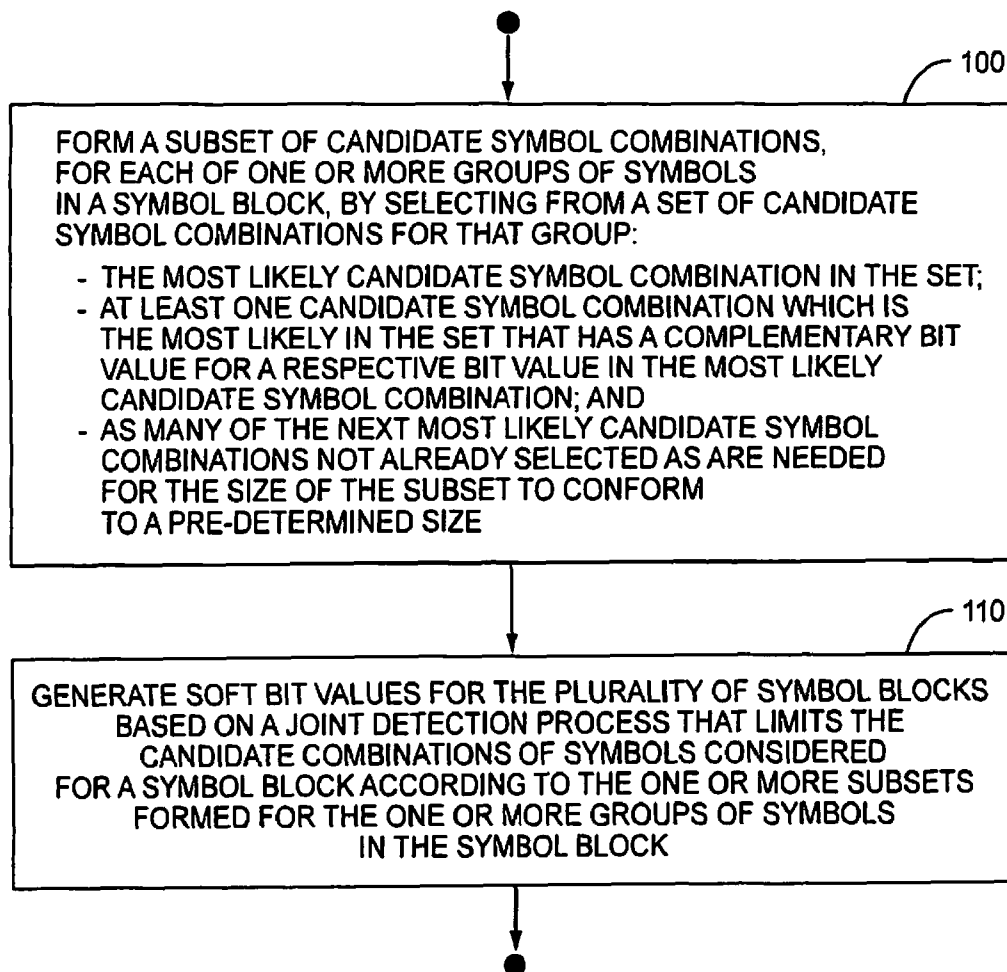 100
FORM A SUBSET OF CANDIDATE SYMBOL COMBINATIONS,
FOR EACH OF ONE OR MORE GROUPS OF SYMBOLS
IN A SYMBOL BLOCK, BY SELECTING FROM A SET OF CANDIDATE
SYMBOL COMBINATIONS FOR THAT GROUP:
- THE MOST LIKELY CANDIDATE SYMBOL COMBINATION IN THE SET;
- AT LEAST ONE CANDIDATE SYMBOL COMBINATION WHICH IS
THE MOST LIKELY IN THE SET THAT HAS A COMPLEMENTARY BIT
VALUE FOR A RESPECTIVE BIT VALUE IN THE MOST LIKELY
CANDIDATE SYMBOL COMBINATION; AND
- AS MANY OF THE NEXT MOST LIKELY CANDIDATE SYMBOL
COMBINATIONS NOT ALREADY SELECTED AS ARE NEEDED
FOR THE SIZE OF THE SUBSET TO CONFORM
TO A PRE-DETERMINED SIZE
110
GENERATE SOFT BIT VALUES FOR THE PLURALITY OF SYMBOL BLOCKS
BASED ON A JOINT DETECTION PROCESS THAT LIMITS THE
CANDIDATE COMBINATIONS OF SYMBOLS CONSIDERED
FOR A SYMBOL BLOCK ACCORDING TO THE ONE OR MORE SUBSETS
FORMED FOR THE ONE OR MORE GROUPS OF SYMBOLS
IN THE SYMBOL BLOCK